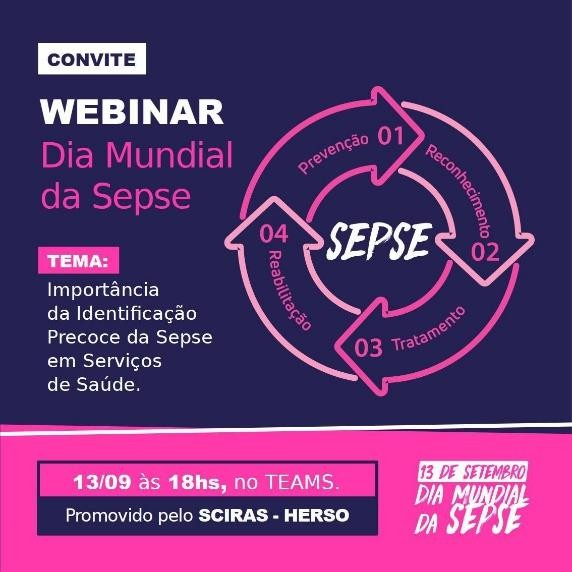 CONVITE
WEBINAR
Dia Mundial
da Sepse
TEMA:
Importância
da Identificação
Precoce da Sepse
em Serviços
de Saúde.
Prevenção 01
Reconhecimento 02
03 Tratamento
04 Reabilitação
SEPSE
13/09 às 18hs, no TEAMS.
Promovido pelo SCIRAS - HERSO
13 DE SETEMBRO
DIA MUNDIAL
DA SEPSE